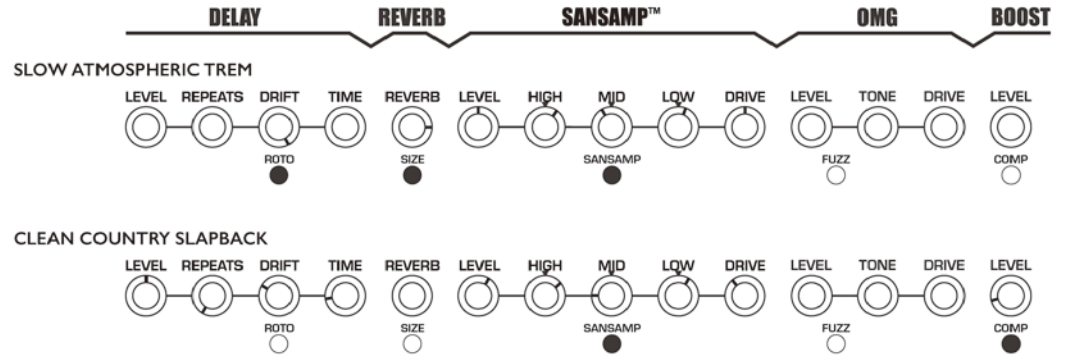 DELAY REVERB SANSAMP™ OMG BOOST
SLOW ATMOSPHERIC TREM
LEVEL REPEATS DRIFT TIME REVERB LEVEL HIGH MID LOW DRIVE LEVEL TONE DRIVE LEVEL
ROTO SIZE SANSAMP FUZZ COMP
CLEAN COUNTRY SLAPBACK
LEVEL REPEATS DRIFT TIME REVERB LEVEL HIGH MID LOW DRIVE LEVEL TONE DRIVE LEVEL
ROTO SIZE SANSAMP FUZZ COMP